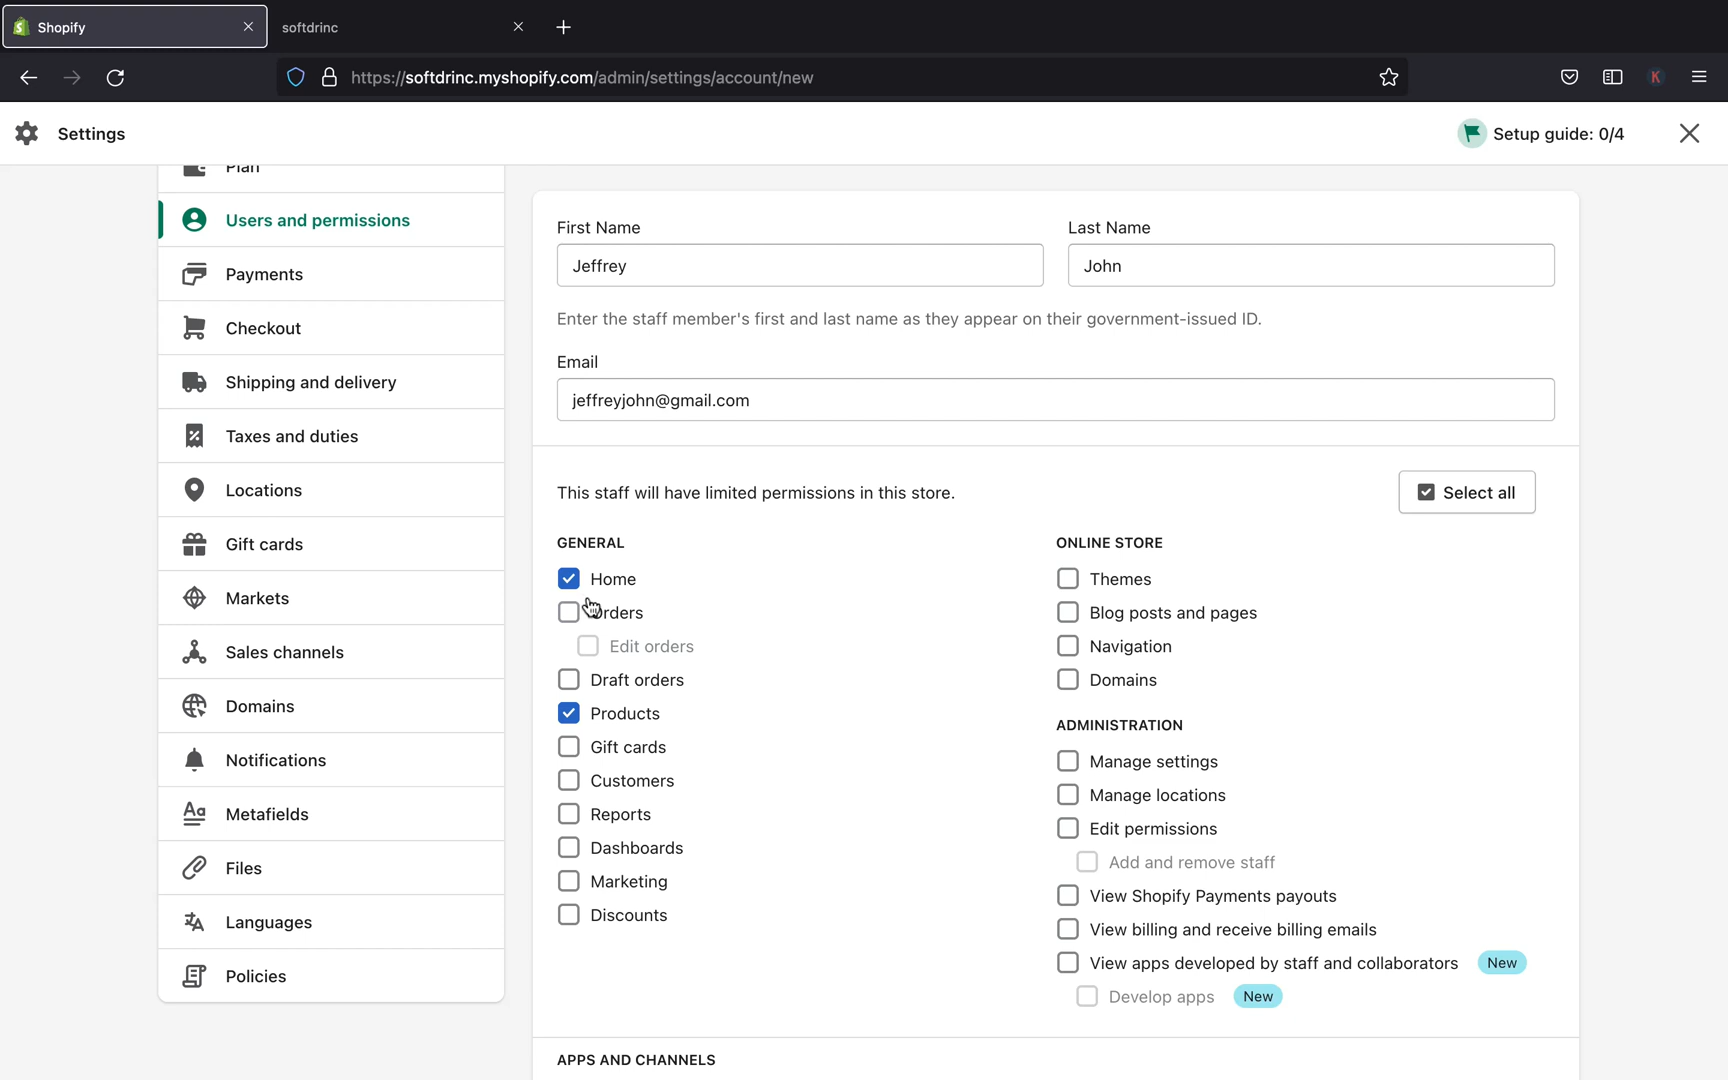 Shopify
softdrinc
https://softdrinc.myshopify.com/admin/settings/account/new
K
Settings
Setup guide: 0/4
Plan
Users and permissions
Payments
Checkout
Shipping and delivery
Taxes and duties
Locations
Gift cards
Markets
Sales channels
Domains
Notifications
Metafields
Files
Languages
Policies
First Name
Last Name
Jeffrey
John
Enter the staff member's first and last name as they appear on their government-issued ID.
Email
jeffreyjohn@gmail.com
This staff will have limited permissions in this store.
Select all
GENERAL
Home
Orders
Edit orders
Draft orders
Products
Gift cards
Customers
Reports
Dashboards
Marketing
Discounts
ONLINE STORE
Themes
Blog posts and pages
Navigation
Domains
ADMINISTRATION
Manage settings
Manage locations
Edit permissions
Add and remove staff
View Shopify Payments payouts
View billing and receive billing emails
View apps developed by staff and collaborators New
Develop apps New
APPS AND CHANNELS